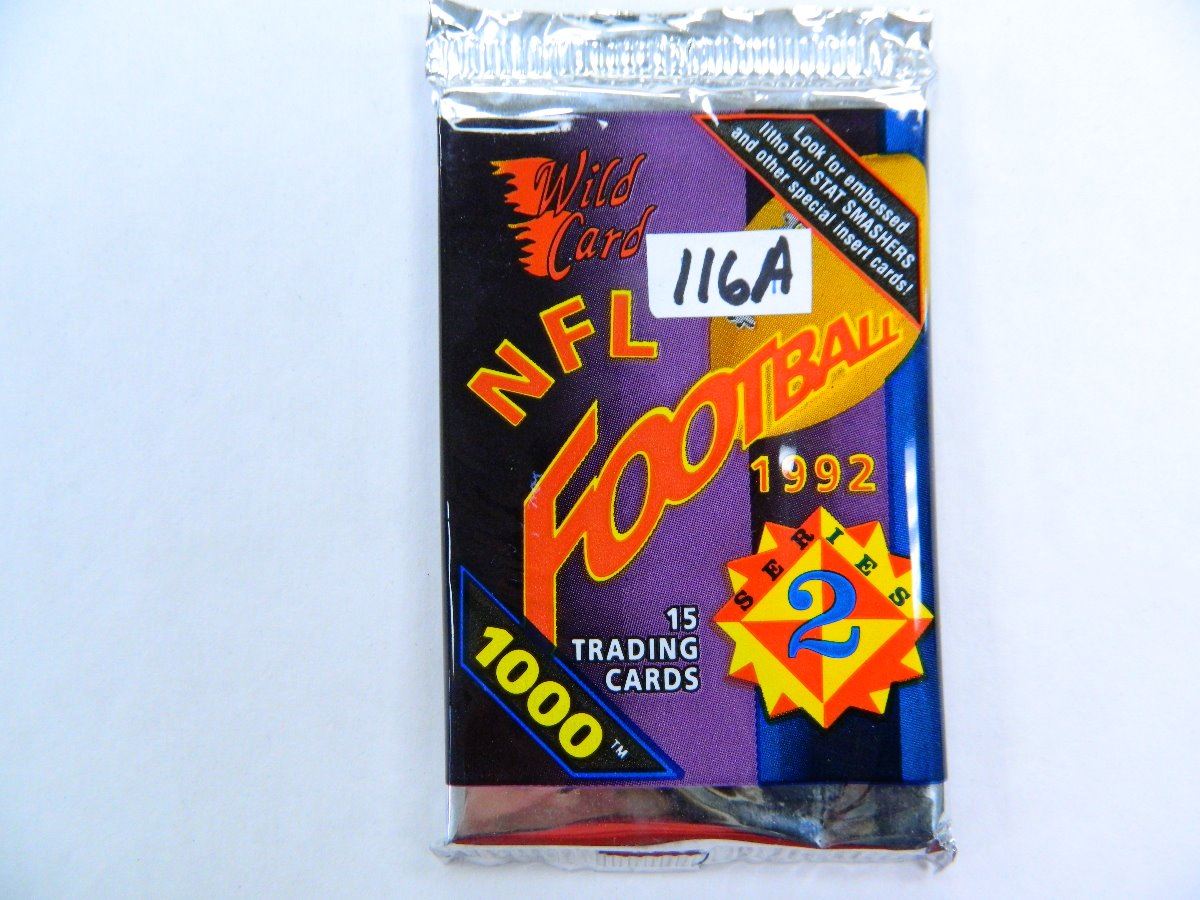 Look for embossed
litho foil STAT SMASHERS
and other special insert cards!
Wild
Card
116A
NFL
FOOTBALL
1992
SERIES
2
15
TRADING
CARDS
1000™